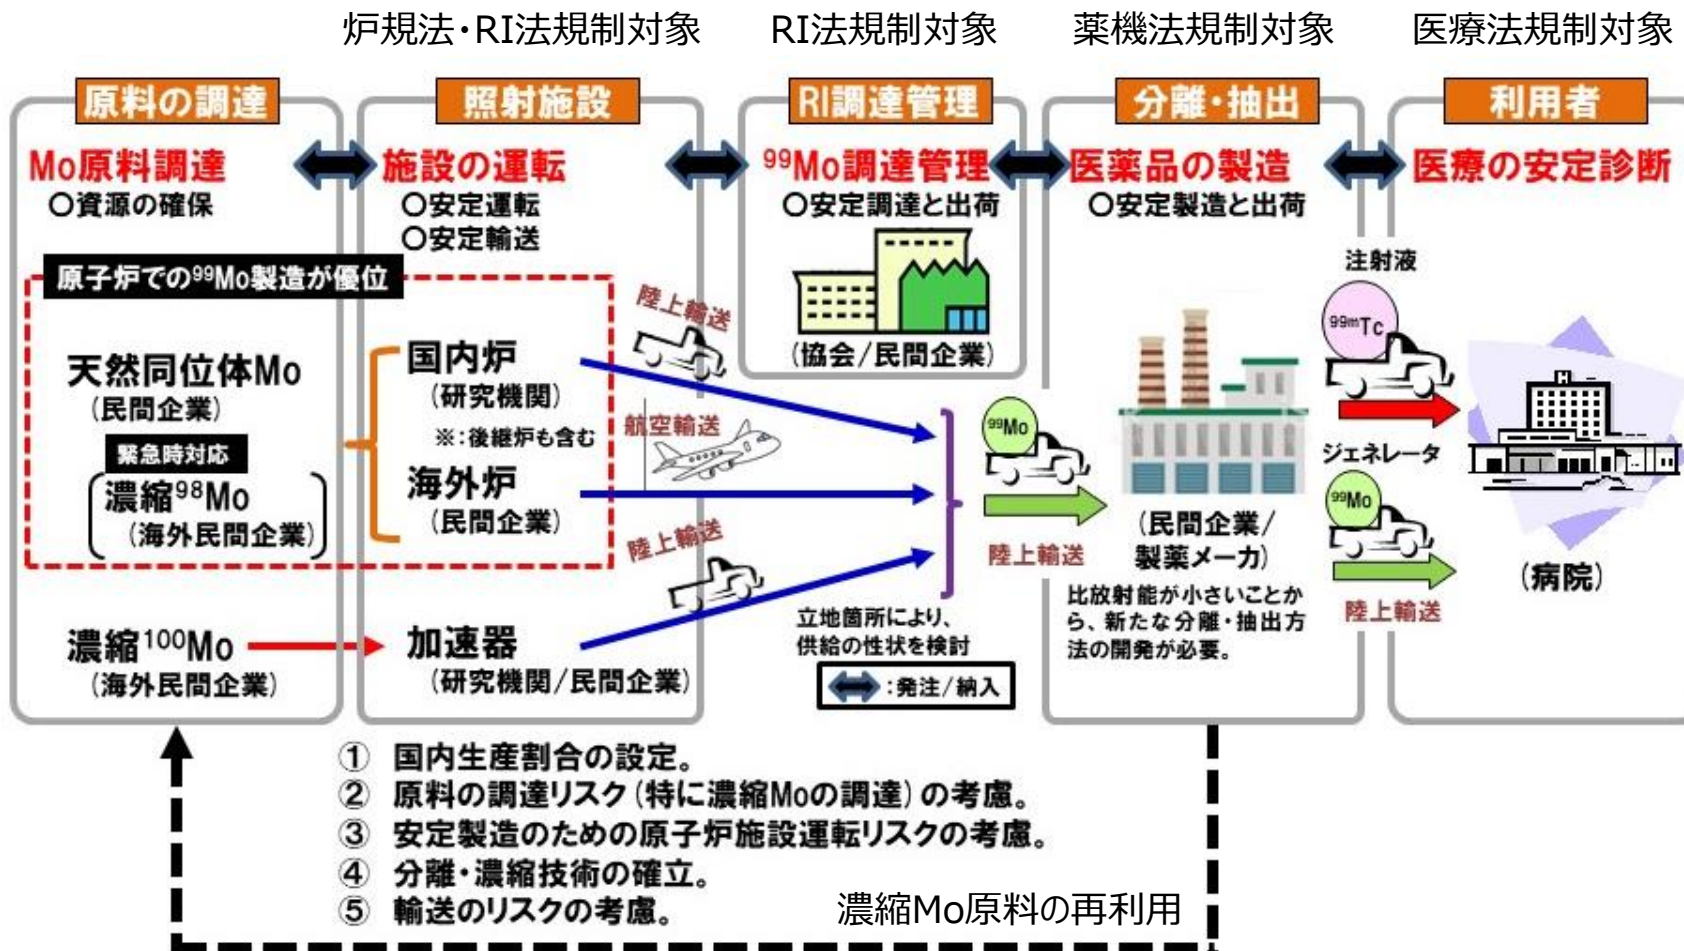 炉規法・RI法規制対象
RI法規制対象
薬機法規制対象
医療法規制対象
原料の調達
照射施設
RI調達管理
分離・抽出
利用者
Mo原料調達
○資源の確保
施設の運転
○安定運転
○安定輸送
⁹⁹Mo調達管理
○安定調達と出荷
(協会/民間企業)
医薬品の製造
○安定製造と出荷
医療の安定診断
原子炉での⁹⁹Mo製造が優位
天然同位体Mo
(民間企業)
緊急時対応
濃縮⁹⁸Mo
(海外民間企業)
濃縮¹⁰⁰Mo
(海外民間企業)
国内炉
(研究機関)
※:後継炉も含む
海外炉
(民間企業)
加速器
(研究機関/民間企業)
陸上輸送
航空輸送
陸上輸送
立地箇所により、
供給の性状を検討
:発注/納入
⁹⁹Mo
陸上輸送
(民間企業/
製薬メーカ)
比放射能が小さいことか
ら、新たな分離・抽出方
法の開発が必要。
注射液
⁹⁹ᵐTc
ジェネレータ
⁹⁹Mo
陸上輸送
(病院)
① 国内生産割合の設定。
② 原料の調達リスク(特に濃縮Moの調達)の考慮。
③ 安定製造のための原子炉施設運転リスクの考慮。
④ 分離・濃縮技術の確立。
⑤ 輸送のリスクの考慮。
濃縮Mo原料の再利用